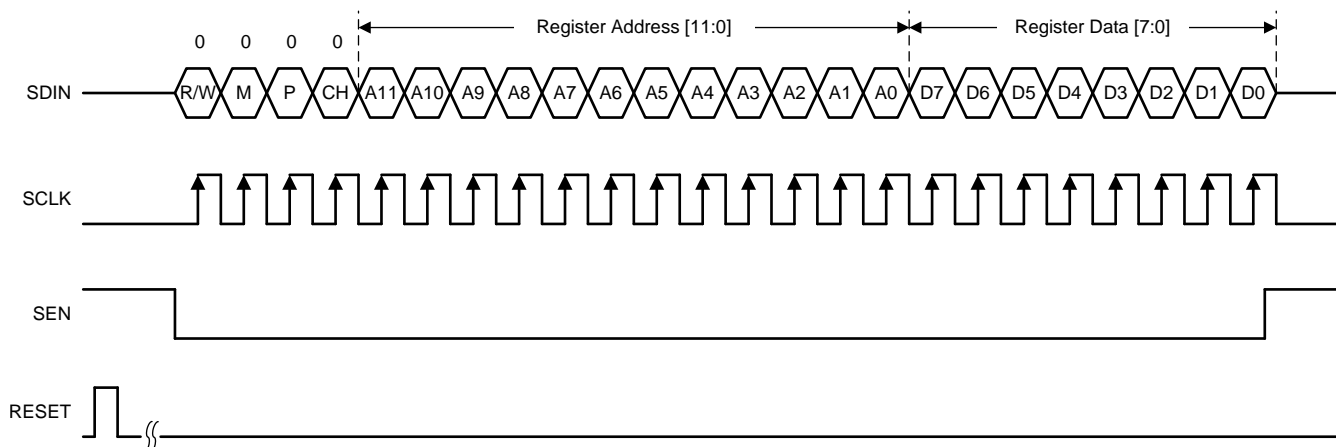 0 0 0 0 Register Address [11:0] Register Data [7:0]
SDIN R/W M P CH A11 A10 A9 A8 A7 A6 A5 A4 A3 A2 A1 A0 D7 D6 D5 D4 D3 D2 D1 D0
SCLK
SEN
RESET